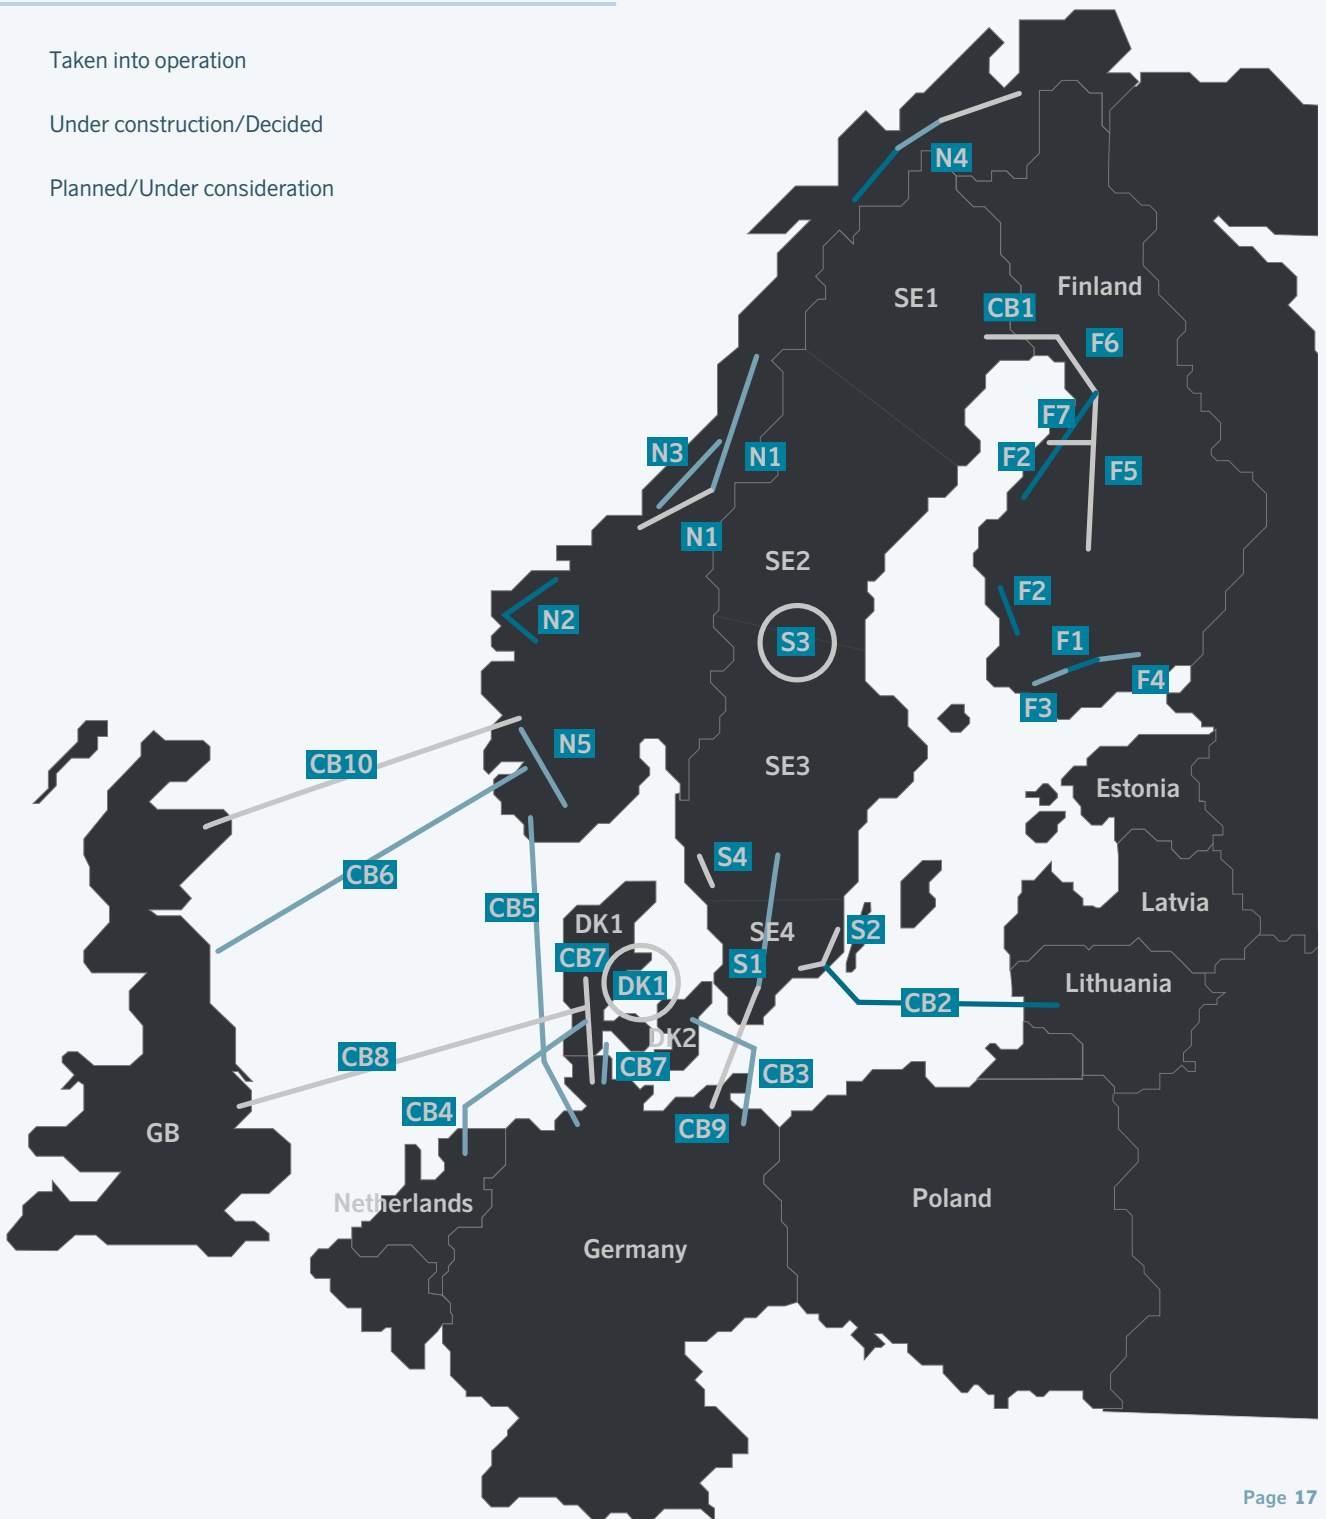 Taken into operation
Under construction/Decided
Planned/Under consideration
N4
SE1
Finland
CB1
F6
F7
N3
N1
F2
F5
N1
SE2
F2
N2
S3
F1
F4
F3
N5
CB10
SE3
Estonia
S4
CB6
Latvia
CB5
DK1
SE4
S2
CB7
S1
DK1
Lithuania
CB2
DK2
CB8
CB7
CB3
CB4
CB9
GB
Netherlands
Poland
Germany
Page 17